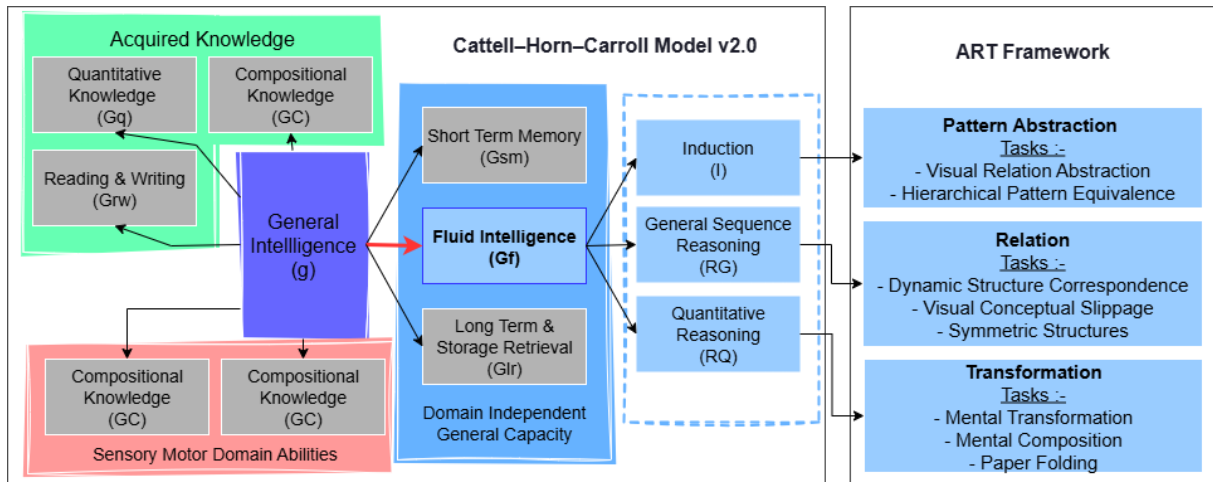 Acquired Knowledge
Quantitative
Knowledge
(Gq)
Compositional
Knowledge
(GC)
Reading & Writing
(Grw)
General
Intellligence
(g)
Compositional
Knowledge
(GC)
Compositional
Knowledge
(GC)
Sensory Motor Domain Abilities
Cattell–Horn–Carroll Model v2.0
Short Term Memory
(Gsm)
Fluid Intelligence
(Gf)
Long Term &
Storage Retrieval
(Glr)
Domain Independent
General Capacity
Induction
(I)
General Sequence
Reasoning
(RG)
Quantitative
Reasoning
(RQ)
ART Framework
Pattern Abstraction
Tasks :-
- Visual Relation Abstraction
- Hierarchical Pattern Equivalence
Relation
Tasks :-
- Dynamic Structure Correspondence
- Visual Conceptual Slippage
- Symmetric Structures
Transformation
Tasks :-
- Mental Transformation
- Mental Composition
- Paper Folding